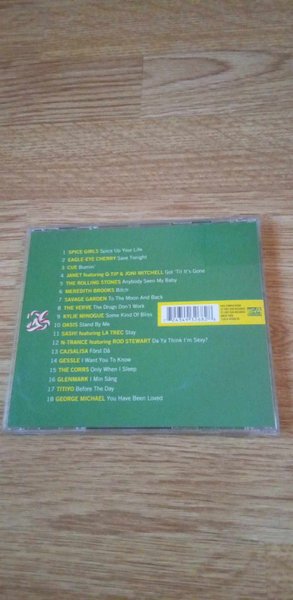 1 SPICE GIRLS Spice Up Your Life
2 EAGLE-EYE CHERRY Save Tonight
3 CUE Burnin'
4 JANET featuring Q-TIP & JONI MITCHELL Got 'Til It's Gone
5 THE ROLLING STONES Anybody Seen My Baby
6 MEREDITH BROOKS Bitch
7 SAVAGE GARDEN To The Moon And Back
8 THE VERVE The Drugs Don't Work
9 KYLIE MINOGUE Some Kind Of Bliss
10 OASIS Stand By Me
11 SASH! featuring LA TREC Stay
12 N-TRANCE featuring ROD STEWART Da Ya Think I'm Sexy?
13 CAJSALISA Förstå
14 GESSLE I Want You To Know
15 THE CORRS Only When I Sleep
16 GLENMARK I Min Sång
17 TITIYO Before The Day
18 GEORGE MICHAEL You Have Been Loved